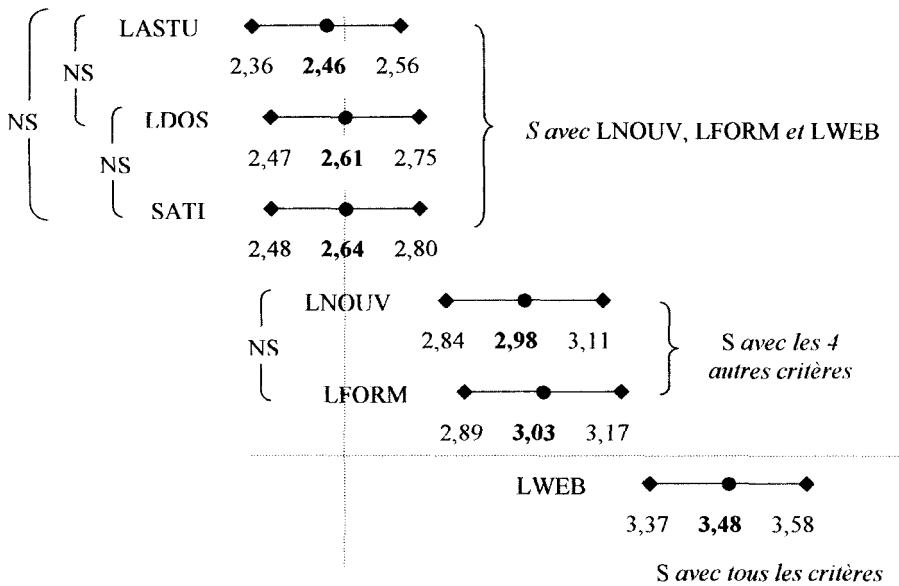 LASTU
2,36 2,46 2,56
NS
NS
LDOS
S avec LNOUV, LFORM et LWEB
2,47 2,61 2,75
NS
SATI
2,48 2,64 2,80
LNOUV
2,84 2,98 3,11
NS
S avec les 4
autres critères
LFORM
2,89 3,03 3,17
LWEB
3,37 3,48 3,58
S avec tous les critères